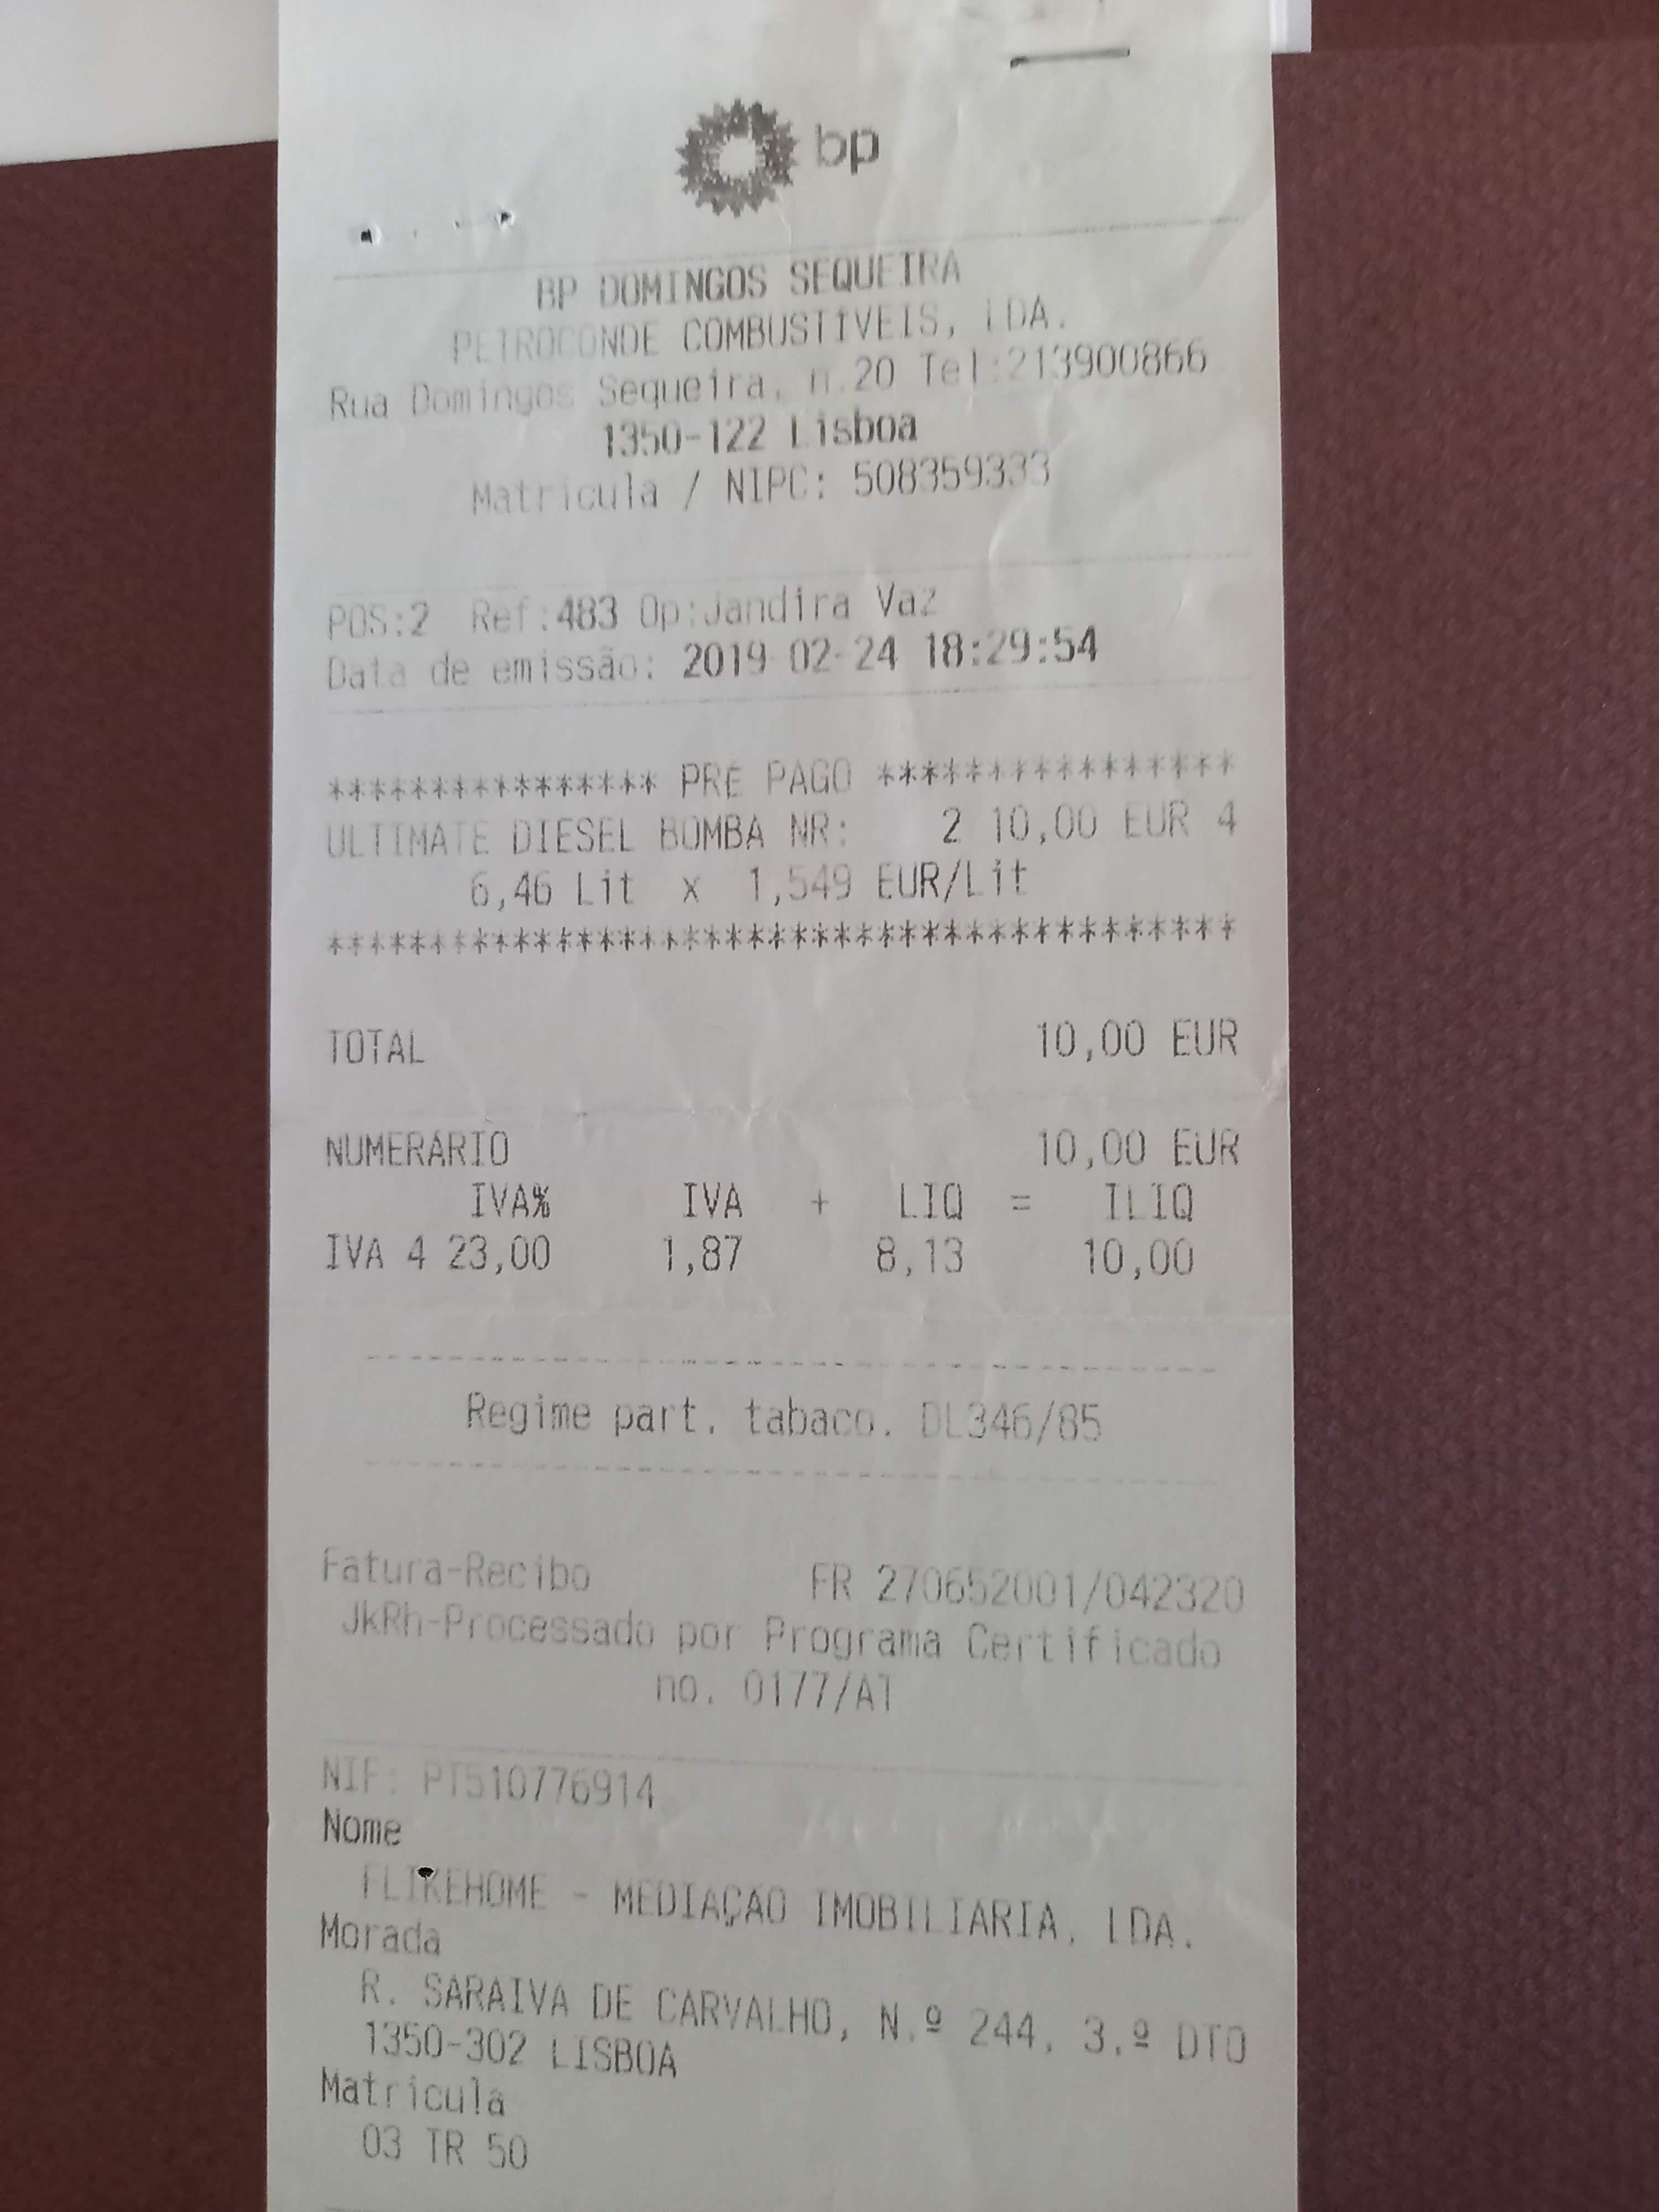 bp
BP DOMINGOS SEQUEIRA
PETROCONDE COMBUSTÍVEIS, LDA.
Rua Domingos Sequeira, n.20 Tel:213900866
1350-122 Lisboa
Matrícula / NIPC: 508359333
POS:2 Ref:483 Op:Jandira Vaz
Data de emissão: 2019-02-24 18:29:54
*************** PRE PAGO ****************
ULTIMATE DIESEL BOMBA NR: 2 10,00 EUR 4
6,46 Lit x 1,549 EUR/Lit
*******************************************
TOTAL 10,00 EUR
NUMERÁRIO 10,00 EUR
IVA% IVA + LIQ = ILIQ
IVA 4 23,00 1,87 8,13 10,00
Regime part. tabaco. DL346/85
Fatura-Recibo FR 270652001/042320
JkRh-Processado por Programa Certificado
no. 0177/AT
NIF: PT510776914
Nome
FLIKEHOME - MEDIAÇÃO IMOBILIARIA, LDA.
Morada
R. SARAIVA DE CARVALHO, N.º 244, 3.º DTO
1350-302 LISBOA
Matrícula
03 TR 50